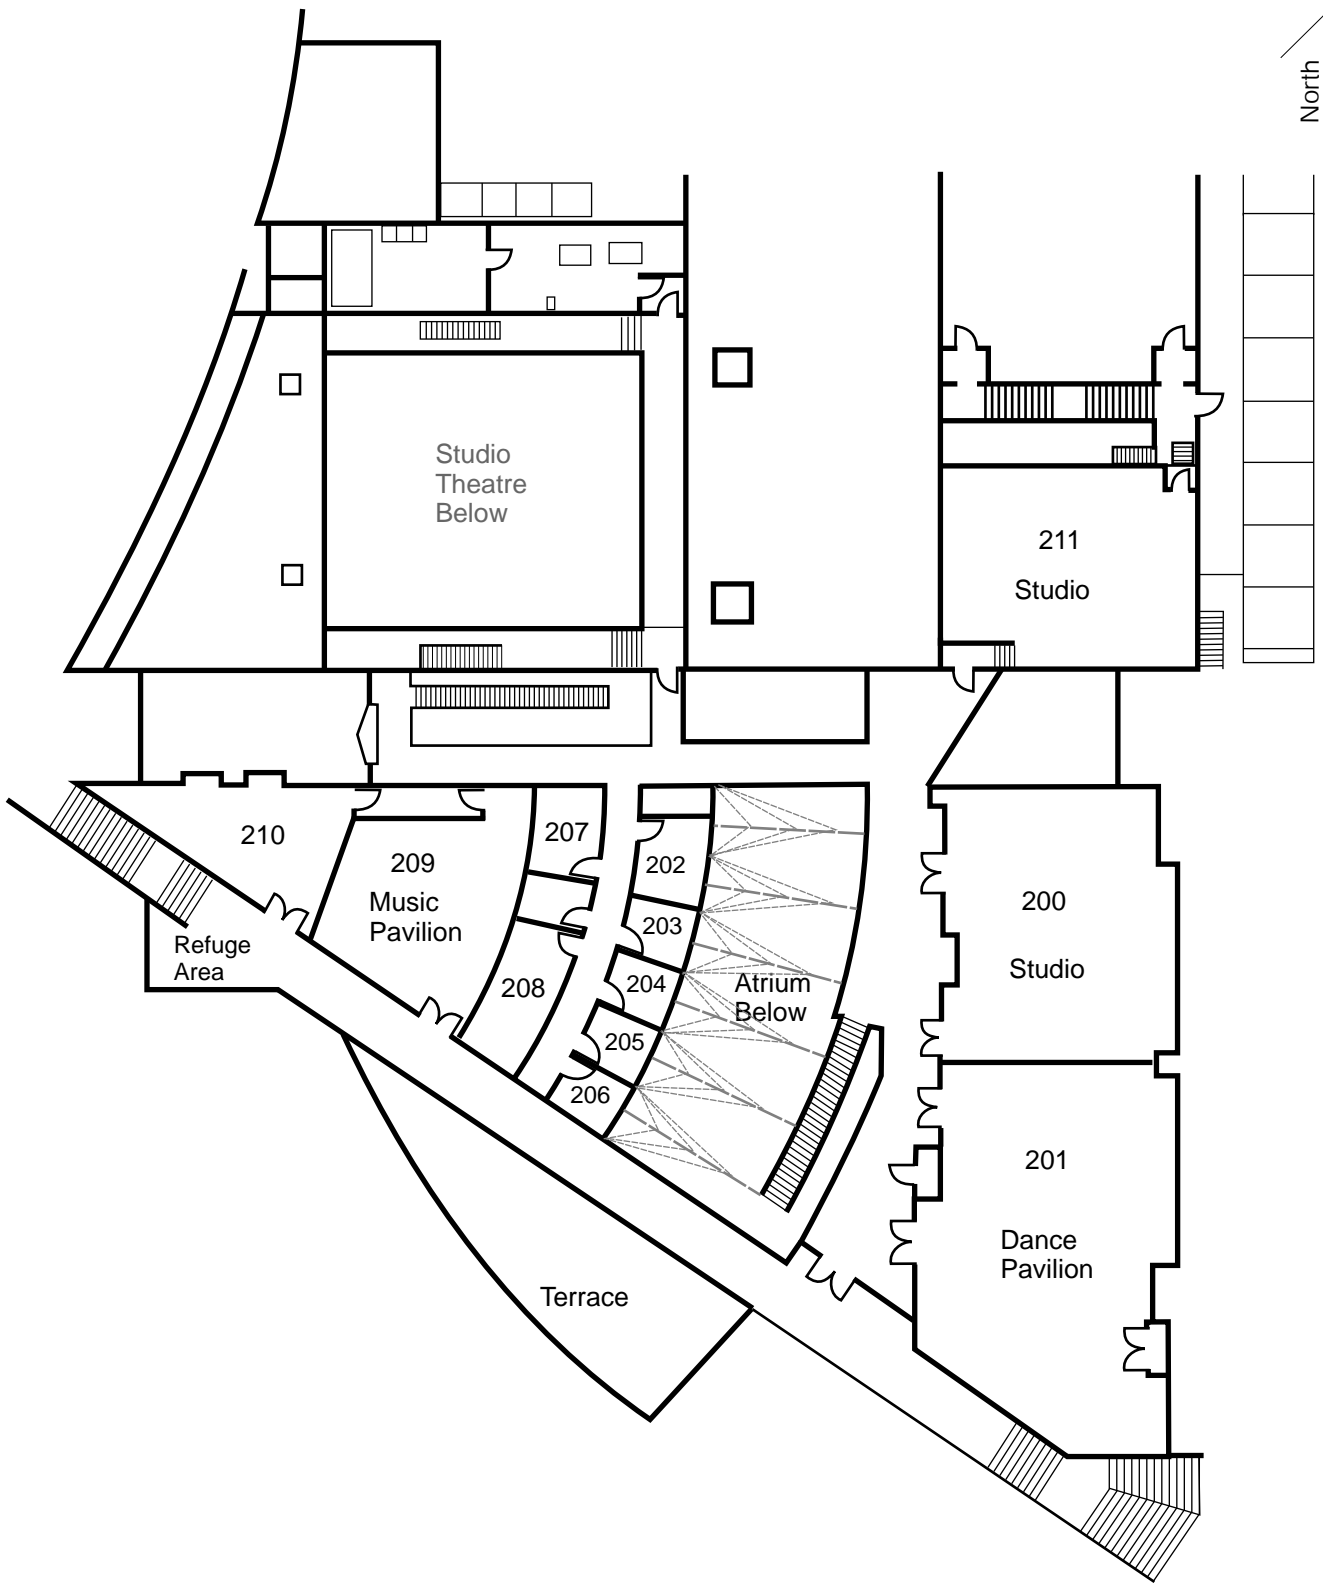 North
Studio
Theatre
Below
211
Studio
210
209
Music
Pavilion
207
202
203
204
205
206
208
Refuge
Area
Atrium
Below
200
Studio
201
Dance
Pavilion
Terrace